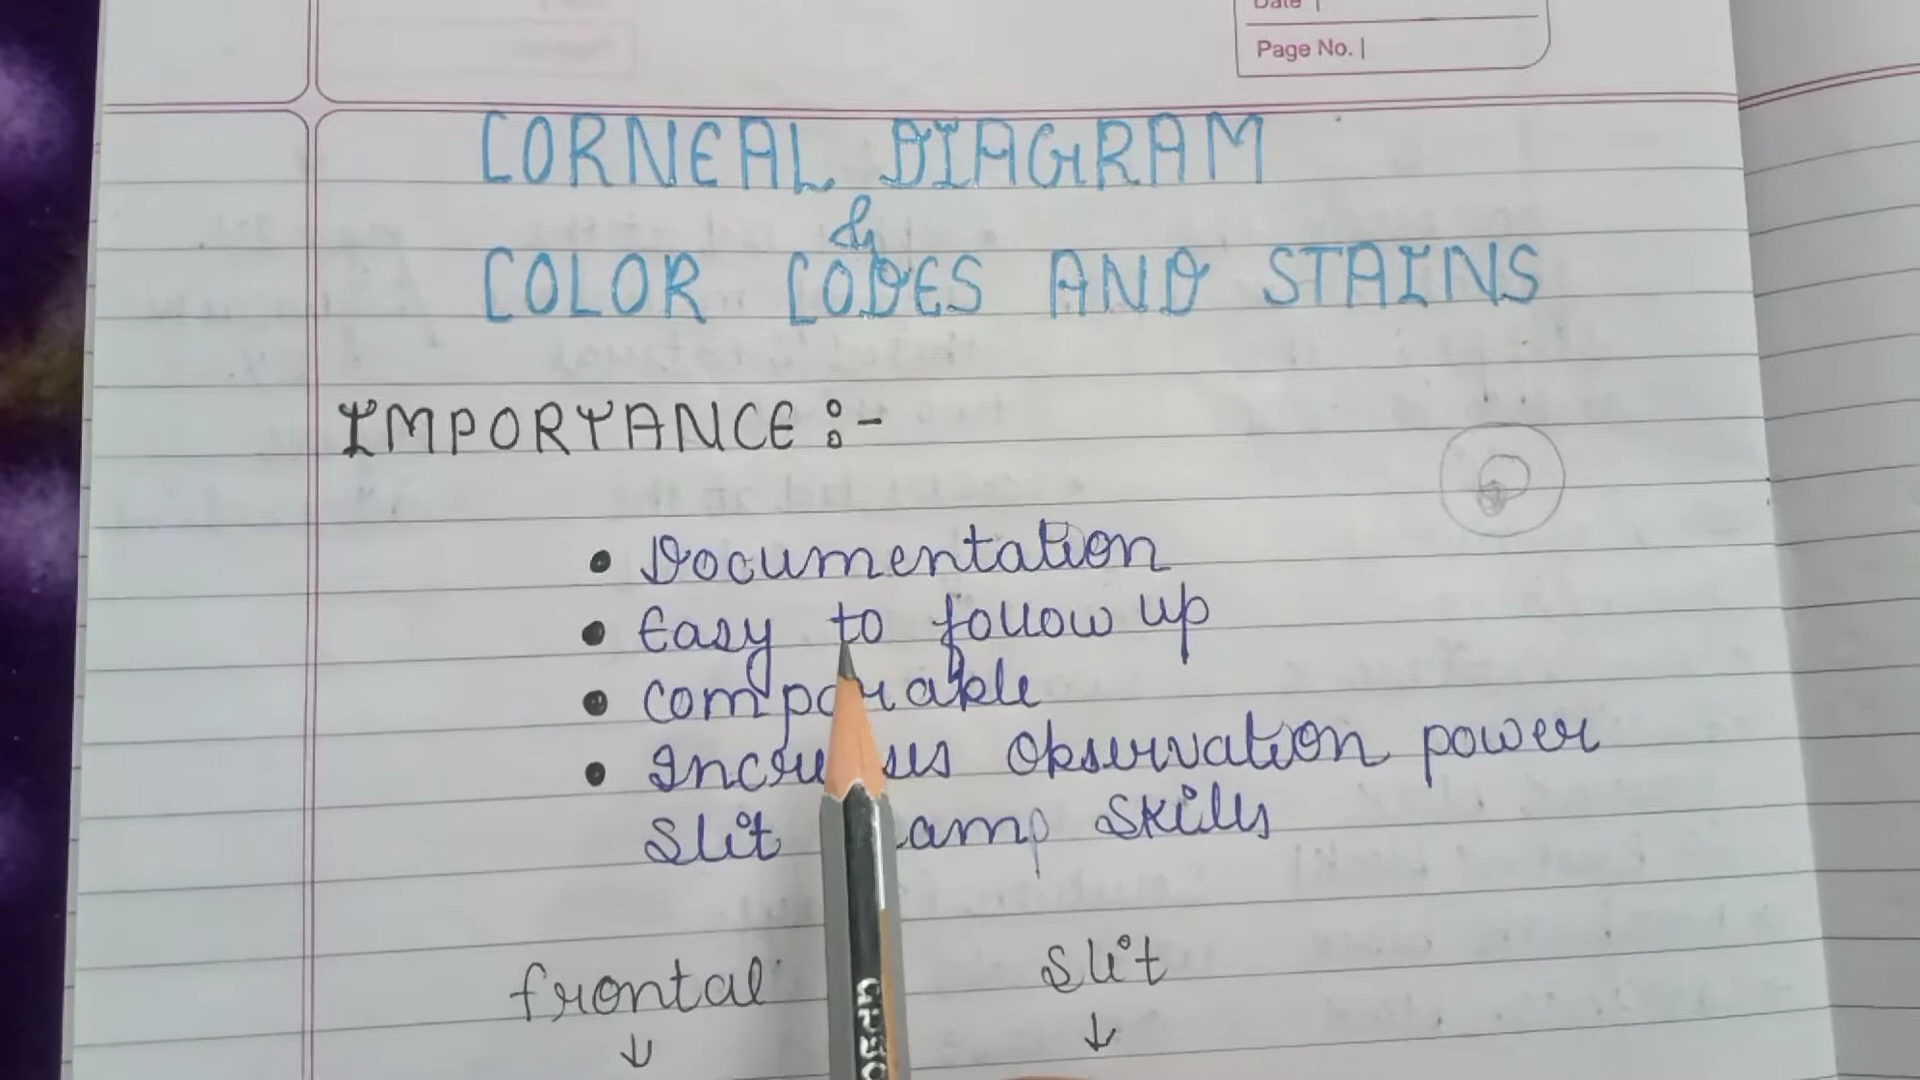 Date |
Page No. |
CORNEAL DIAGRAM
&
COLOR CODES AND STAINS
IMPORTANCE :-
• Documentation
• Easy to follow up
• Comparable
• Increases Observation power
Slit Lamp Skills
frontal Slit
↓ ↓
APSARA